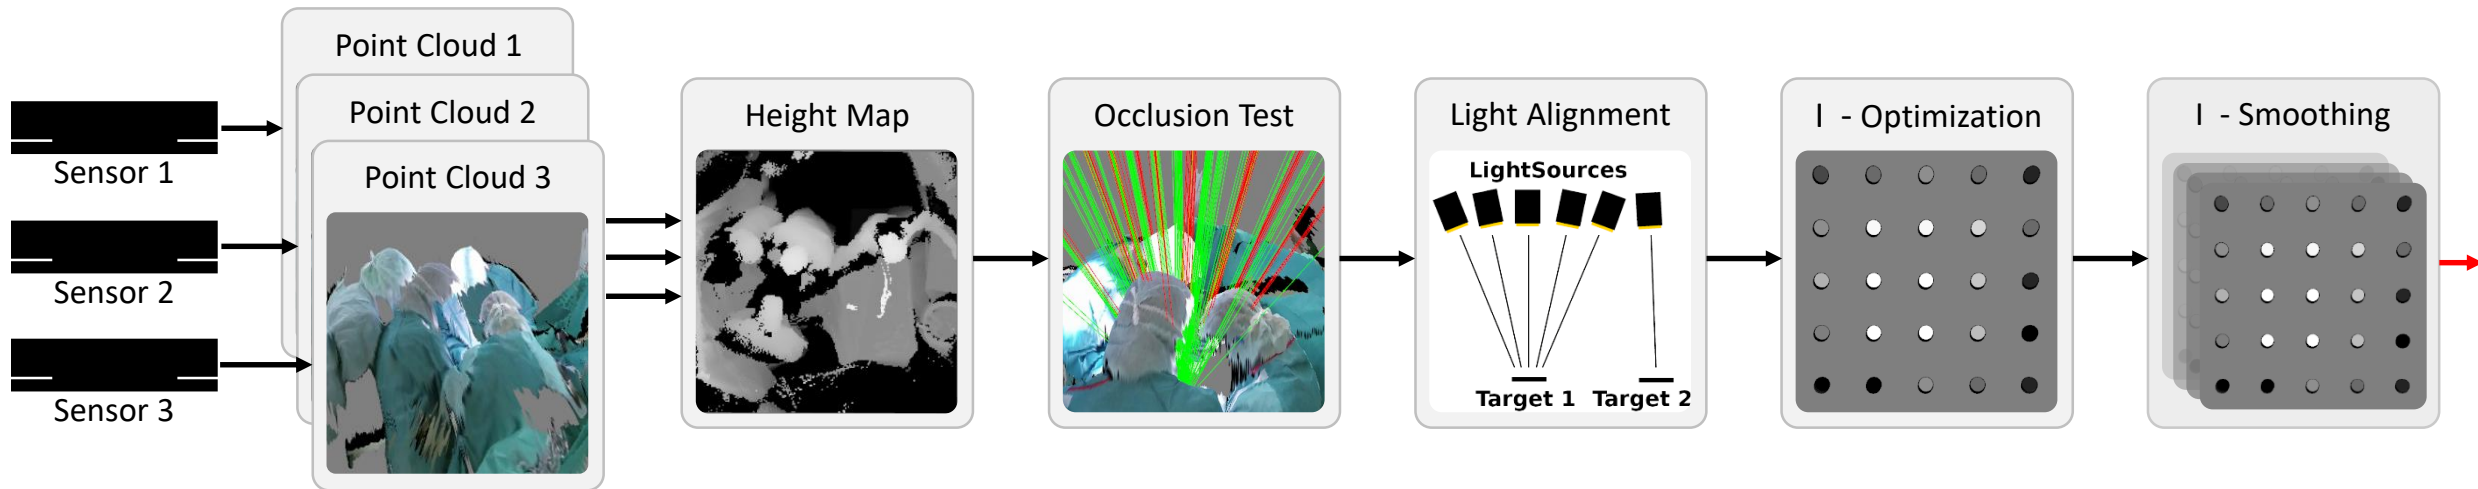 Sensor 1
Sensor 2
Sensor 3
Point Cloud 1
Point Cloud 2
Point Cloud 3
Height Map
Occlusion Test
Light Alignment
LightSources
Target 1 Target 2
I - Optimization
I - Smoothing